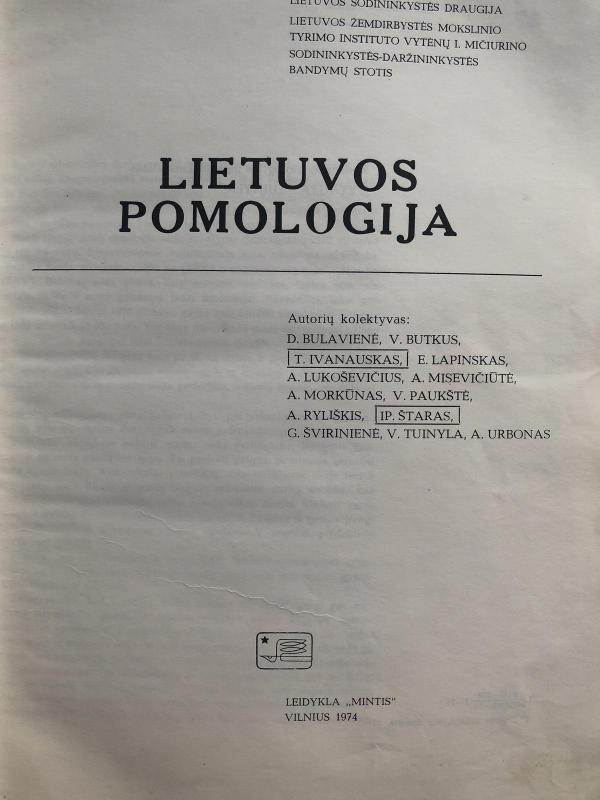 LIETUVOS SODININKYSTĖS DRAUGIJA
LIETUVOS ŽEMDIRBYSTĖS MOKSLINIO
TYRIMO INSTITUTO VYTĖNŲ I. MIČIURINO
SODININKYSTĖS-DARŽININKYSTĖS
BANDYMŲ STOTIS
LIETUVOS
POMOLOGIJA
Autorių kolektyvas:
D. BULAVIENĖ, V. BUTKUS,
T. IVANAUSKAS, E. LAPINSKAS,
A. LUKOŠEVIČIUS, A. MISEVIČIŪTĖ,
A. MORKŪNAS, V. PAUKŠTĖ,
A. RYLIŠKIS, IP. ŠTARAS,
G. ŠVIRINIENĖ, V. TUINYLA, A. URBONAS
LEIDYKLA „MINTIS"
VILNIUS 1974